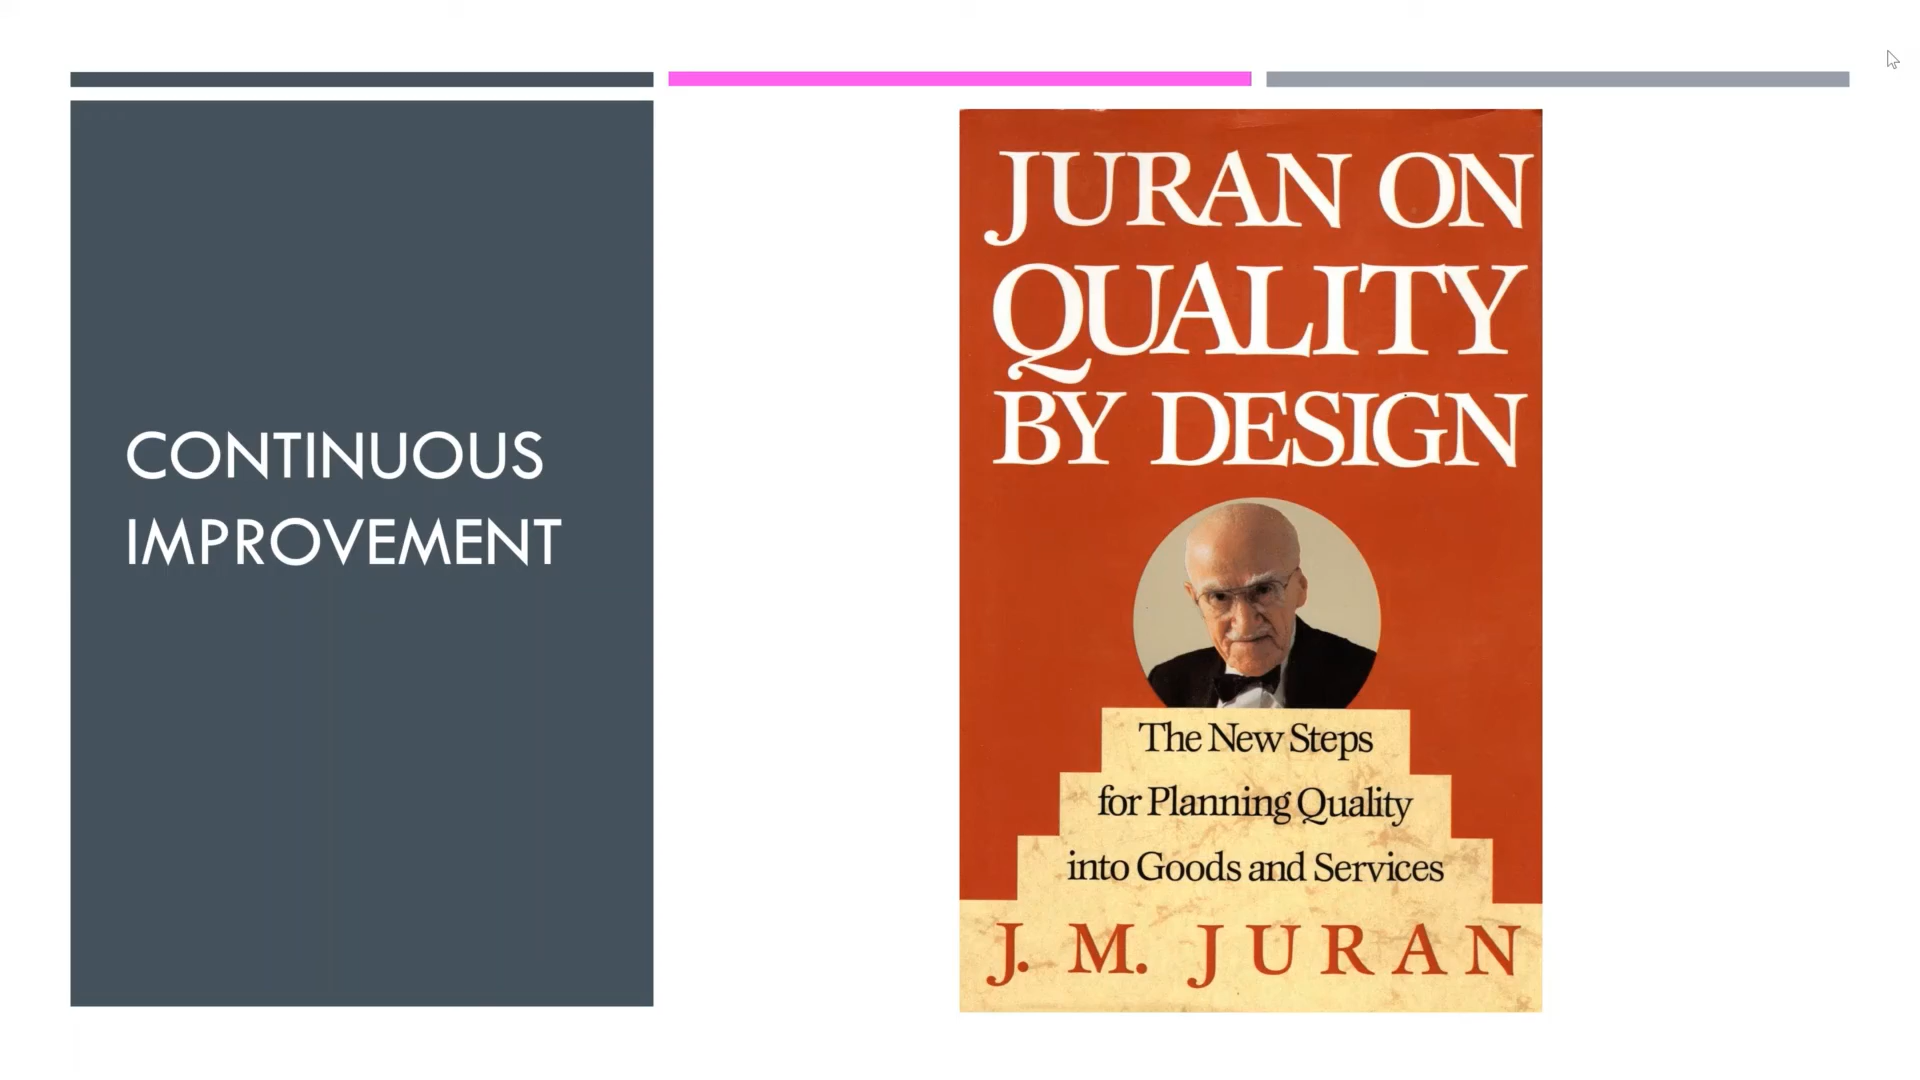 CONTINUOUS
IMPROVEMENT
JURAN ON
QUALITY
BY DESIGN
The New Steps
for Planning Quality
into Goods and Services
J. M. JURAN